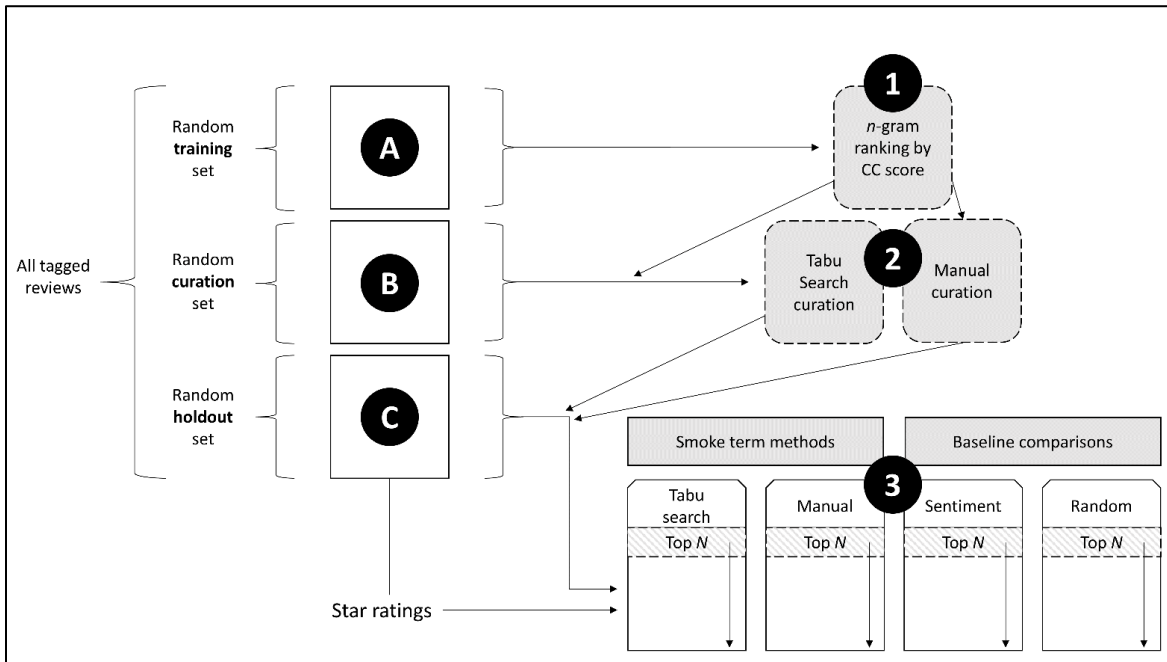 All tagged
reviews
Random
training
set
A
Random
curation
set
B
Random
holdout
set
C
1
n-gram
ranking by
CC score
2
Tabu
Search
curation
Manual
curation
Smoke term methods
Baseline comparisons
3
Tabu
search
Top N
Manual
Top N
Sentiment
Top N
Random
Top N
Star ratings